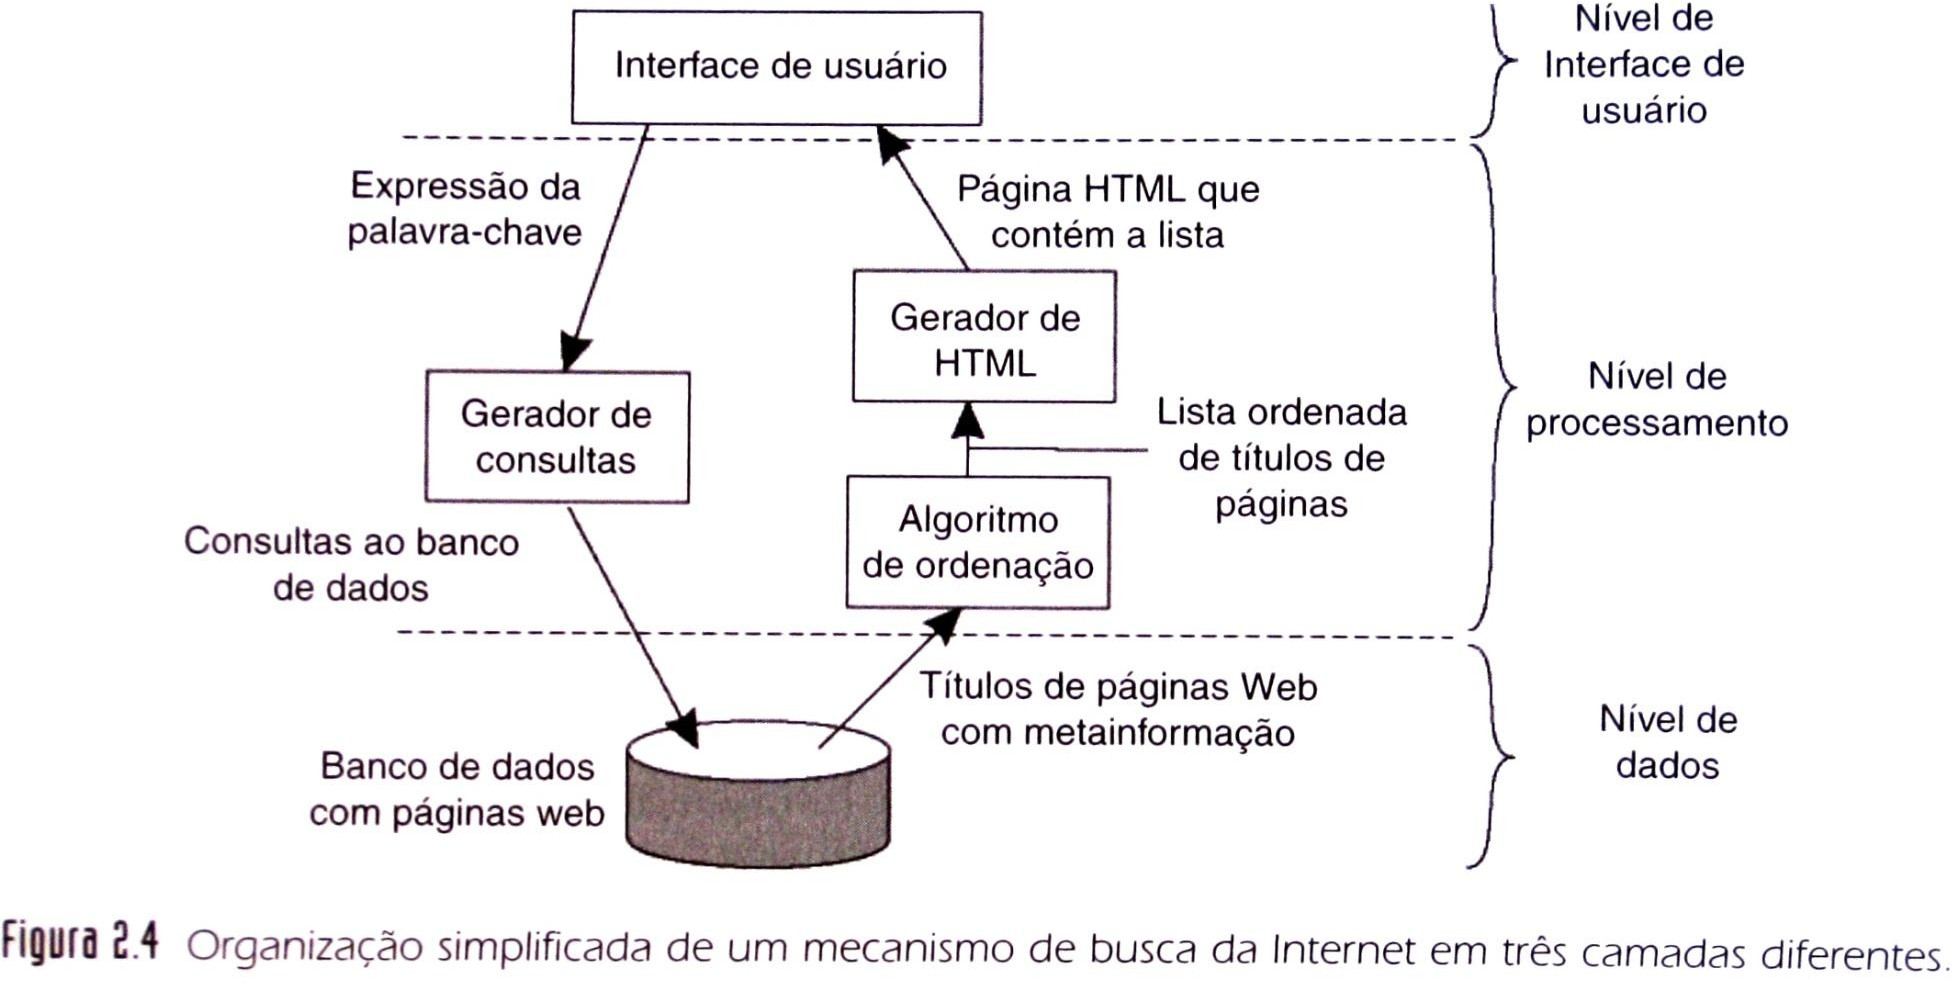 Interface de usuário
Nível de
Interface de
usuário
Expressão da
palavra-chave
Página HTML que
contém a lista
Gerador de
HTML
Gerador de
consultas
Lista ordenada
de títulos de
páginas
Nível de
processamento
Algoritmo
de ordenação
Consultas ao banco
de dados
Títulos de páginas Web
com metainformação
Banco de dados
com páginas web
Nível de
dados
Figura 2.4 Organização simplificada de um mecanismo de busca da Internet em três camadas diferentes.